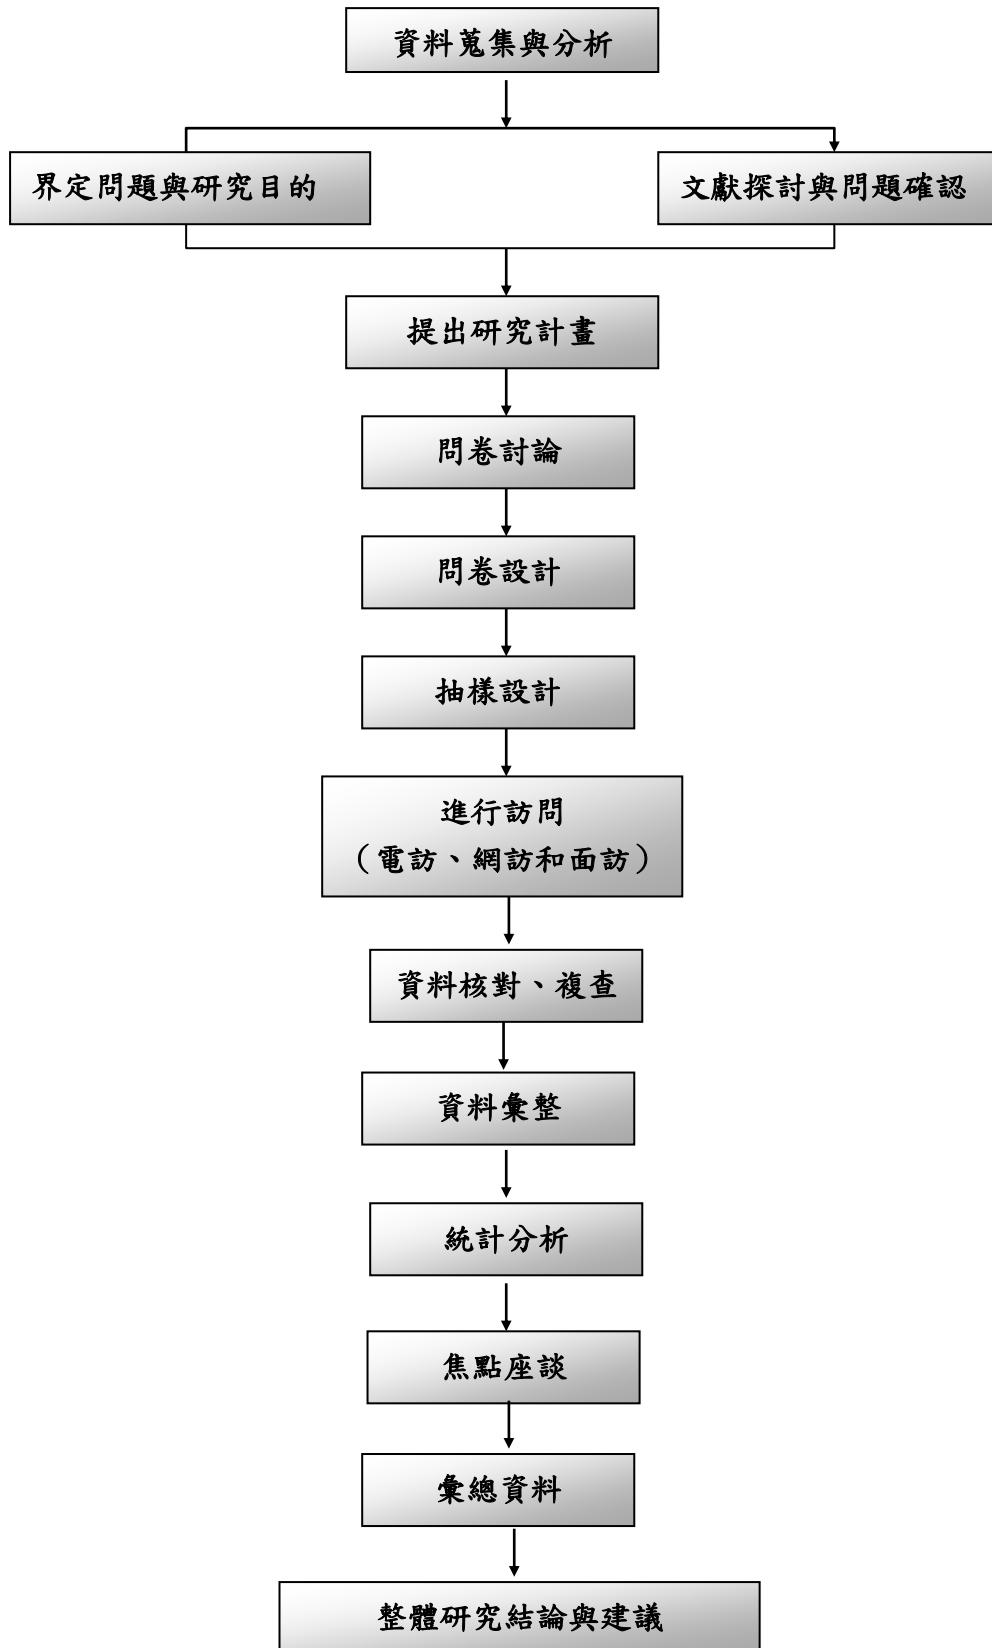 資料蒐集與分析
界定問題與研究目的
文獻探討與問題確認
提出研究計畫
問卷討論
問卷設計
抽樣設計
進行訪問
（電訪、網訪和面訪）
資料核對、複查
資料彙整
統計分析
焦點座談
彙總資料
整體研究結論與建議